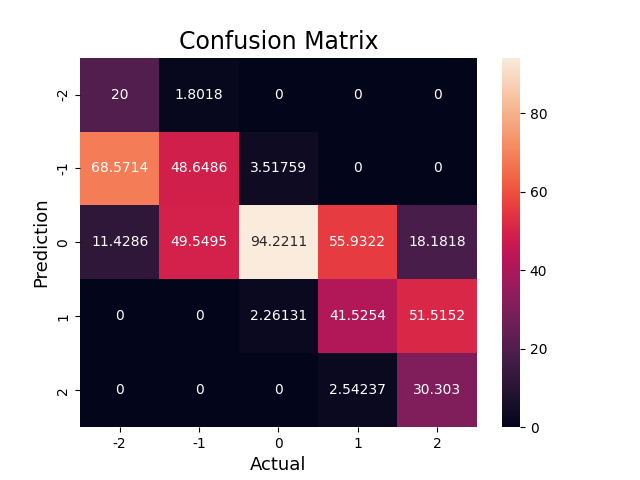 Confusion Matrix
Prediction
-2 20 1.8018 0 0 0
-1 68.5714 48.6486 3.51759 0 0
0 11.4286 49.5495 94.2211 55.9322 18.1818
1 0 0 2.26131 41.5254 51.5152
2 0 0 0 2.54237 30.303
-2 -1 0 1 2
Actual
80
60
40
20
0